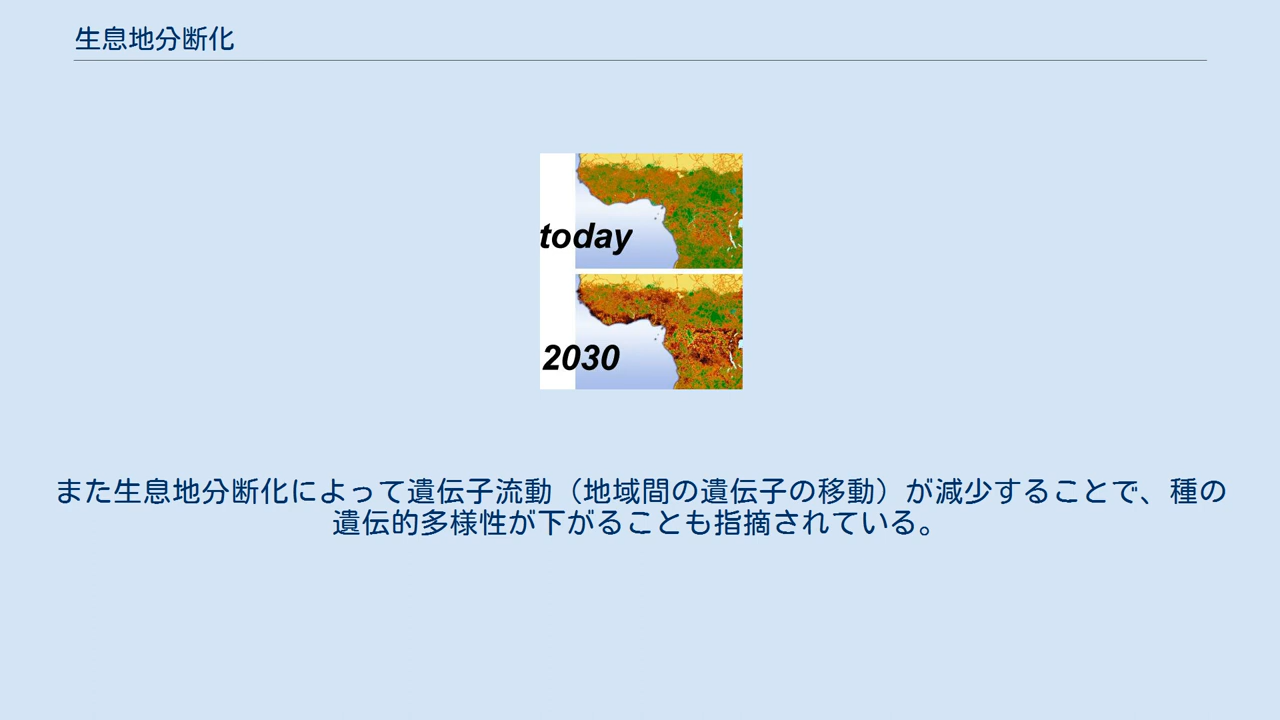 生息地分断化
today
2030
また生息地分断化によって遺伝子流動（地域間の遺伝子の移動）が減少することで、種の
遺伝的多様性が下がることも指摘されている。